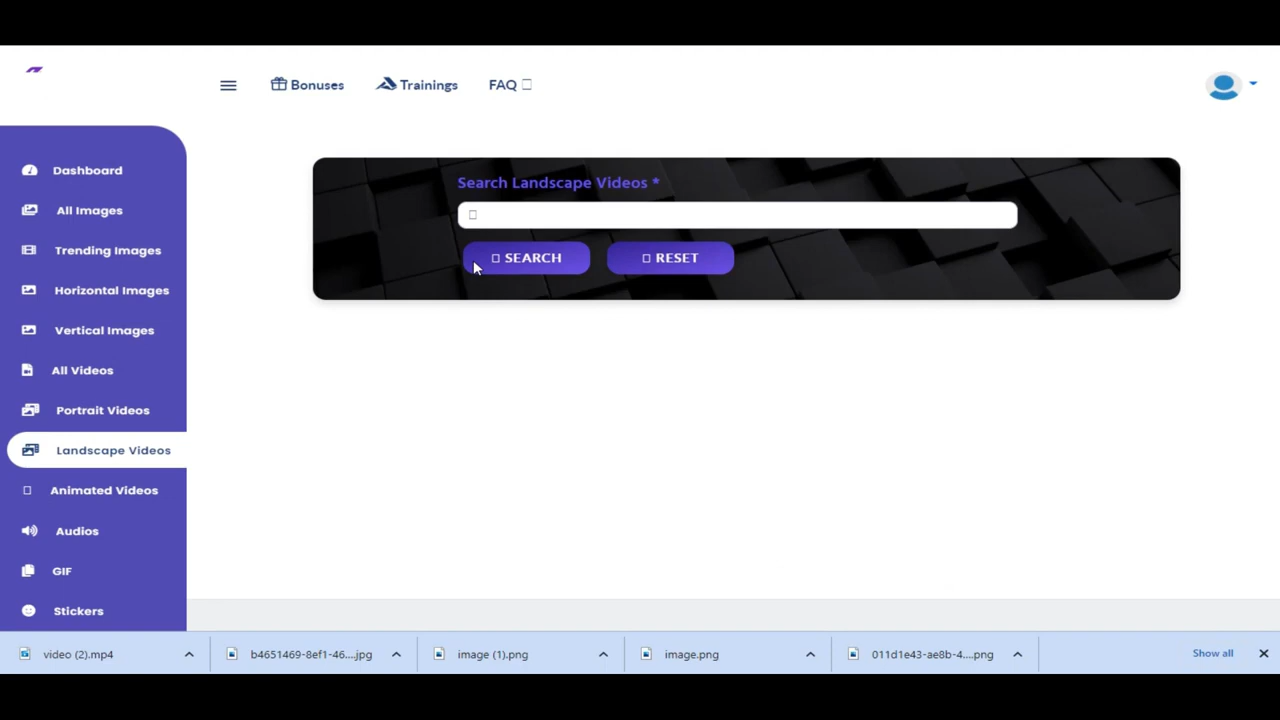 Bonuses
Trainings
FAQ
Dashboard
All Images
Trending Images
Horizontal Images
Vertical Images
All Videos
Portrait Videos
Landscape Videos
Animated Videos
Audios
GIF
Stickers
Search Landscape Videos *
SEARCH
RESET
video (2).mp4
b4651469-8ef1-46....jpg
image (1).png
image.png
011d1e43-ae8b-4....png
Show all